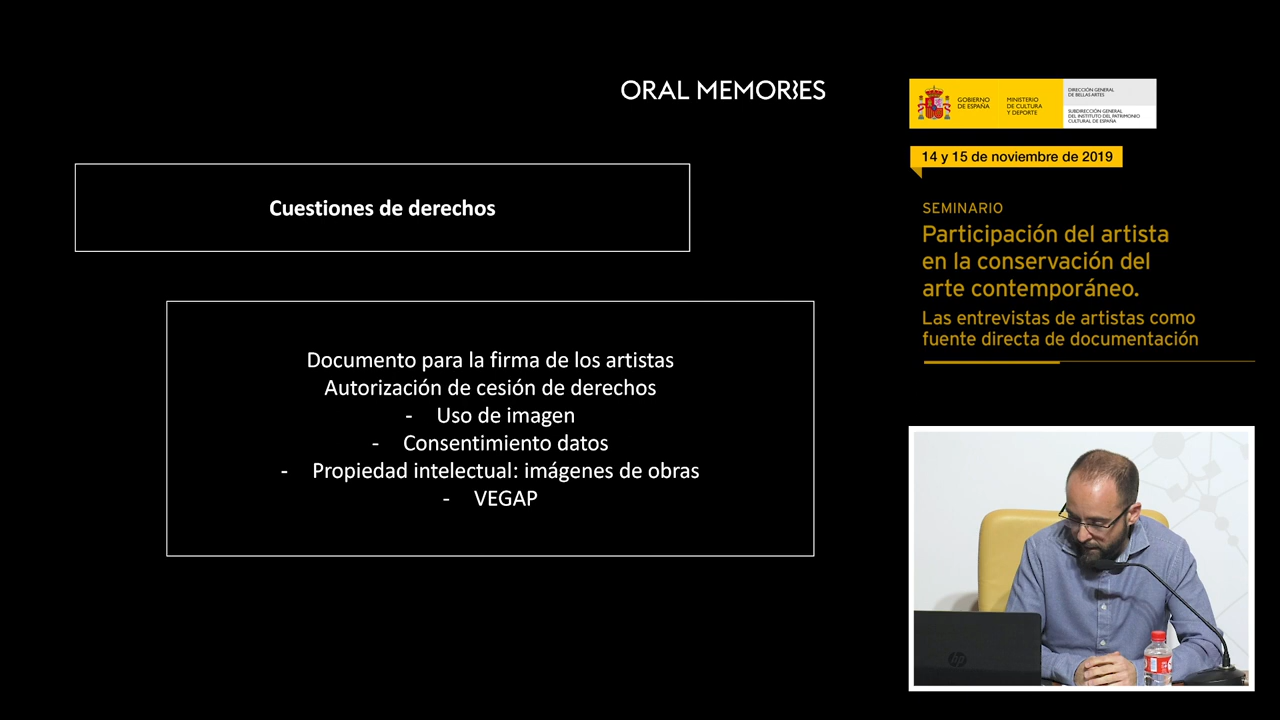 ORAL MEMORIES
Cuestiones de derechos
Documento para la firma de los artistas
Autorización de cesión de derechos
- Uso de imagen
- Consentimiento datos
- Propiedad intelectual: imágenes de obras
- VEGAP
GOBIERNO
DE ESPAÑA
MINISTERIO
DE CULTURA
Y DEPORTE
DIRECCIÓN GENERAL
DE BELLAS ARTES
SUBDIRECCIÓN GENERAL
DEL INSTITUTO DEL PATRIMONIO
CULTURAL DE ESPAÑA
14 y 15 de noviembre de 2019
SEMINARIO
Participación del artista
en la conservación del
arte contemporáneo.
Las entrevistas de artistas como
fuente directa de documentación
hp